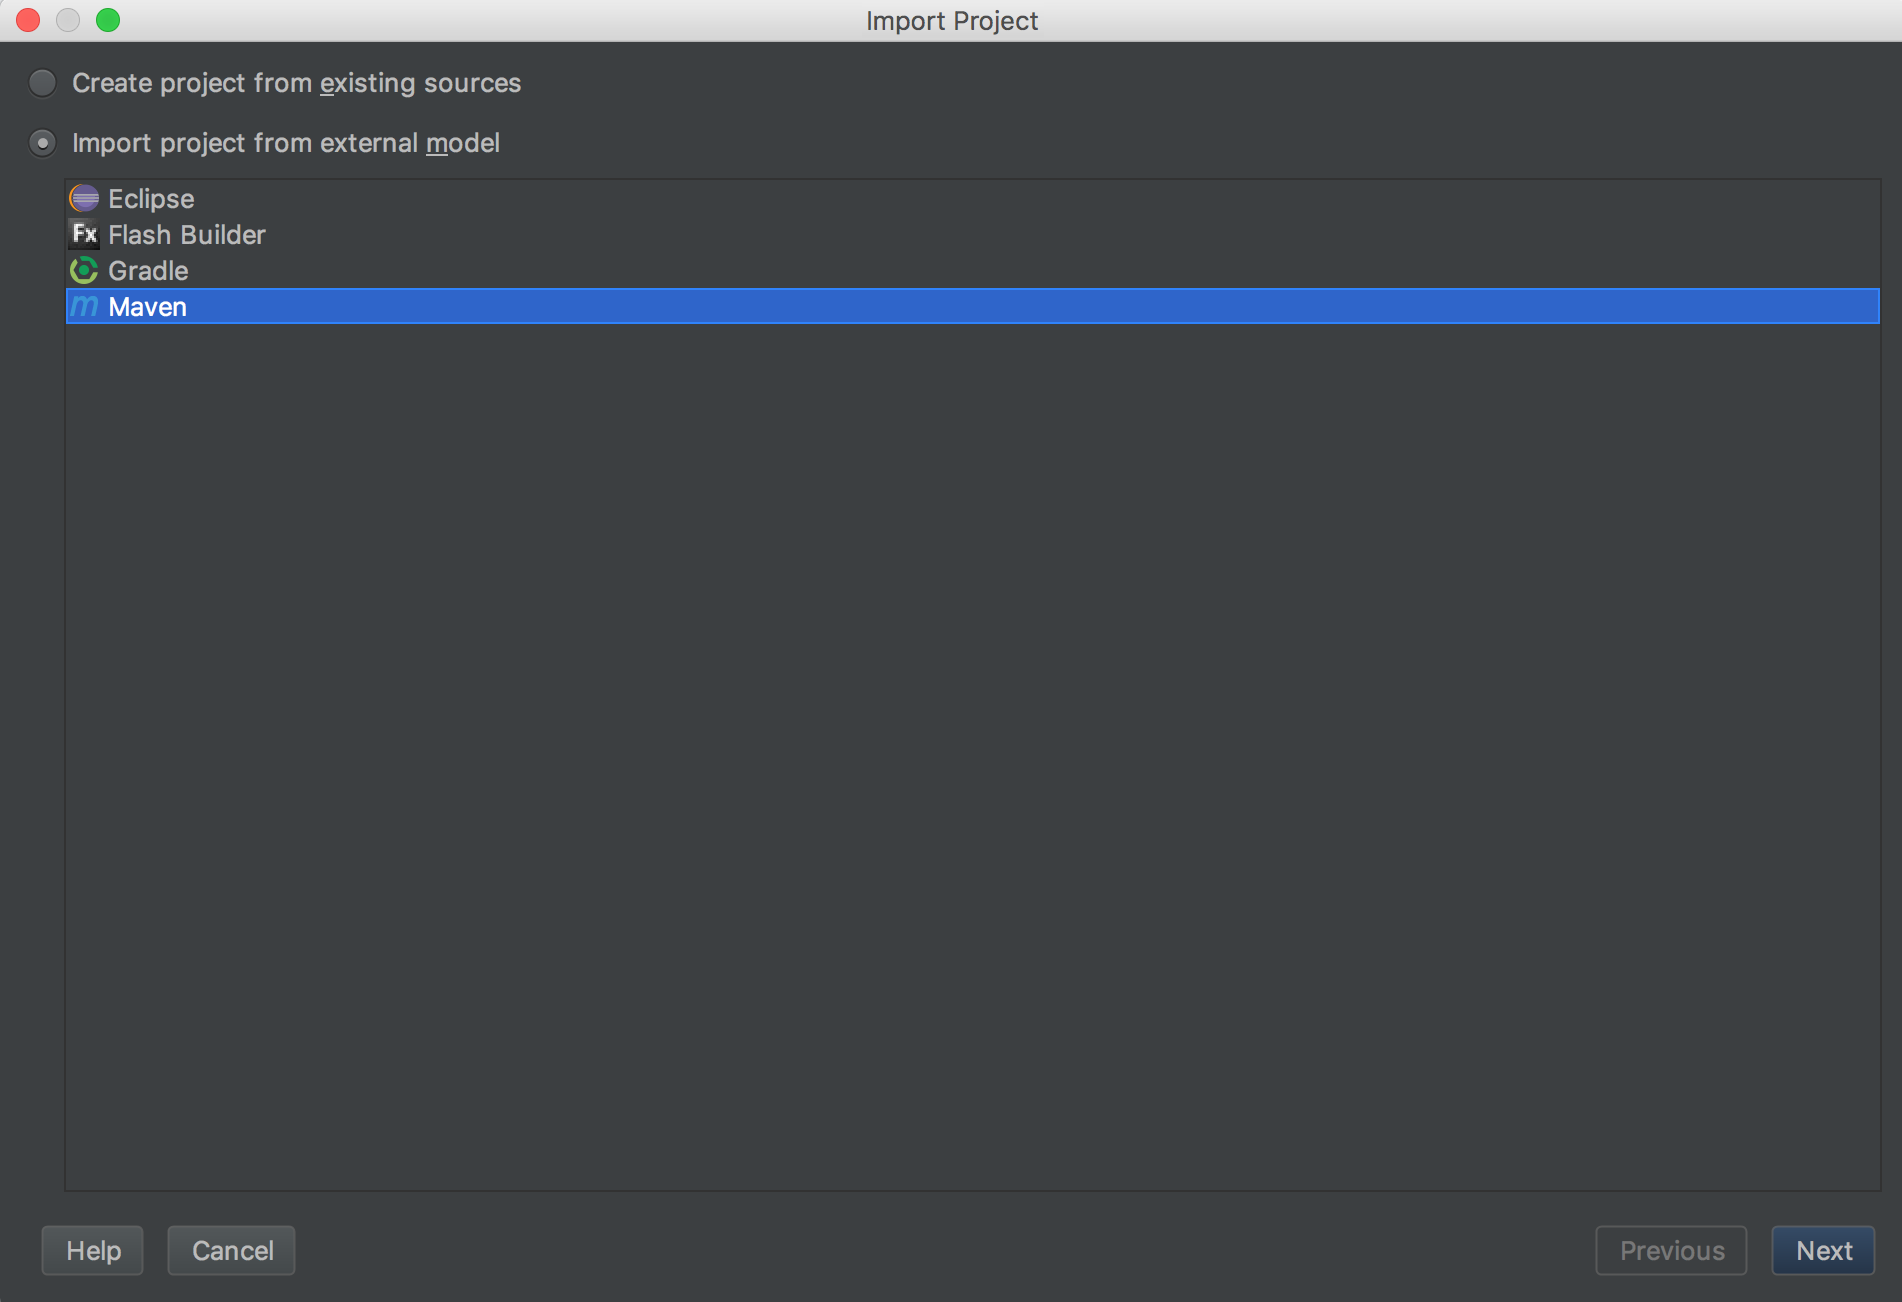 Import Project
Create project from existing sources
Import project from external model
Eclipse
Fx Flash Builder
Gradle
m Maven
Help Cancel Previous Next